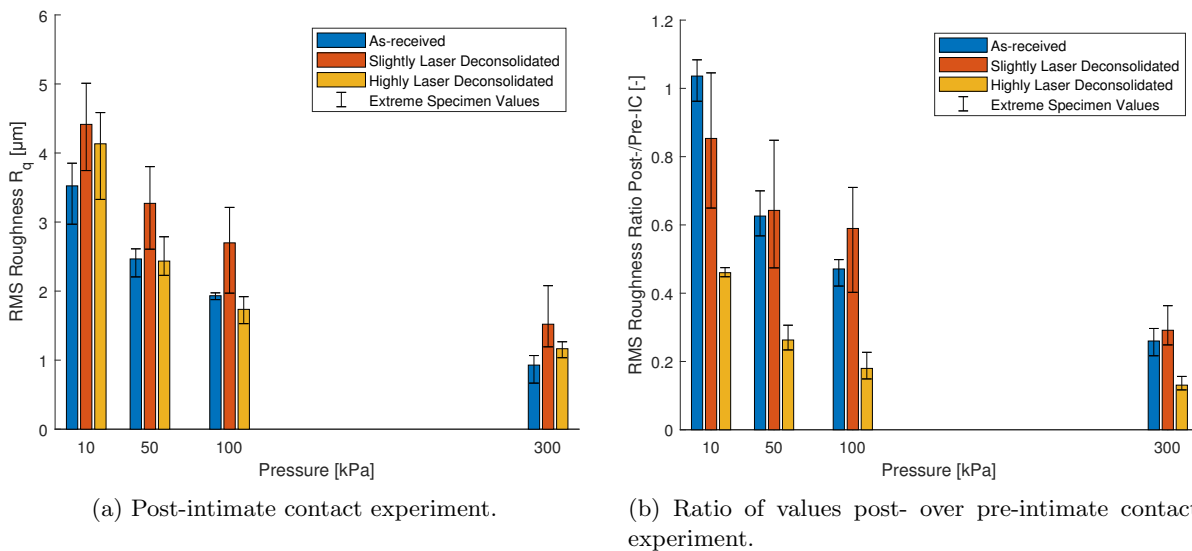 6
5
4
3
2
1
0
RMS Roughness R_q [µm]
As-received
Slightly Laser Deconsolidated
Highly Laser Deconsolidated
Extreme Specimen Values
10 50 100 300
Pressure [kPa]
(a) Post-intimate contact experiment.
1.2
1
0.8
0.6
0.4
0.2
0
RMS Roughness Ratio Post-/Pre-IC [-]
As-received
Slightly Laser Deconsolidated
Highly Laser Deconsolidated
Extreme Specimen Values
10 50 100 300
Pressure [kPa]
(b) Ratio of values post- over pre-intimate contact
experiment.